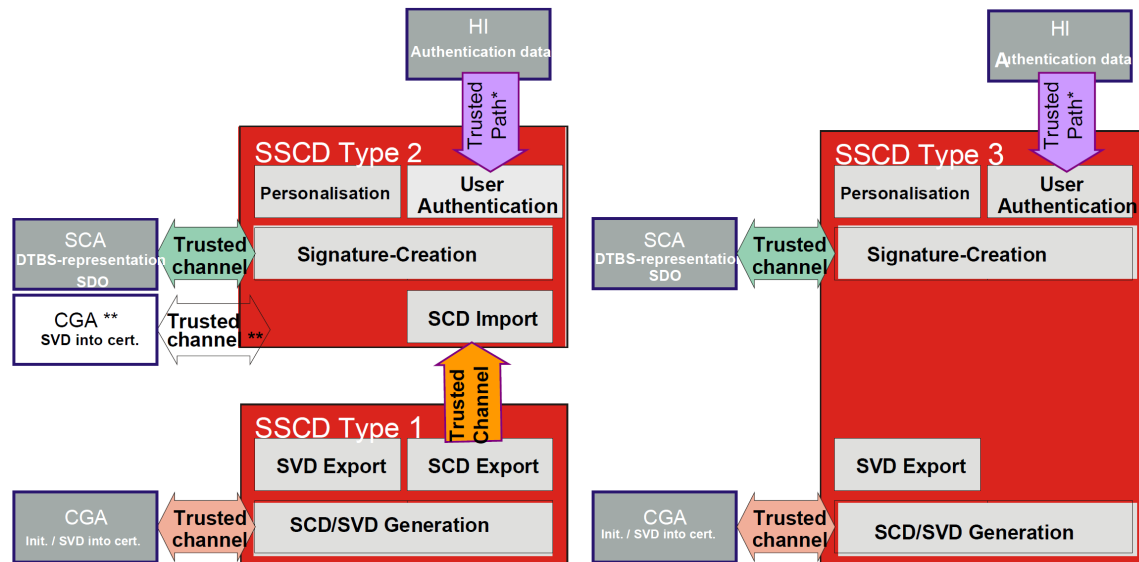 HI
Authentication data
Trusted
Path*
SSCD Type 2
Personalisation
User
Authentication
SCA
DTBS-representation
SDO
Trusted
channel
Signature-Creation
CGA **
SVD into cert.
Trusted
channel **
SCD Import
Trusted
Channel
SSCD Type 1
SVD Export
SCD Export
CGA
Init. / SVD into cert.
Trusted
channel
SCD/SVD Generation
HI
Authentication data
Trusted
Path*
SSCD Type 3
Personalisation
User
Authentication
SCA
DTBS-representation
SDO
Trusted
channel
Signature-Creation
SVD Export
CGA
Init. / SVD into cert.
Trusted
channel
SCD/SVD Generation